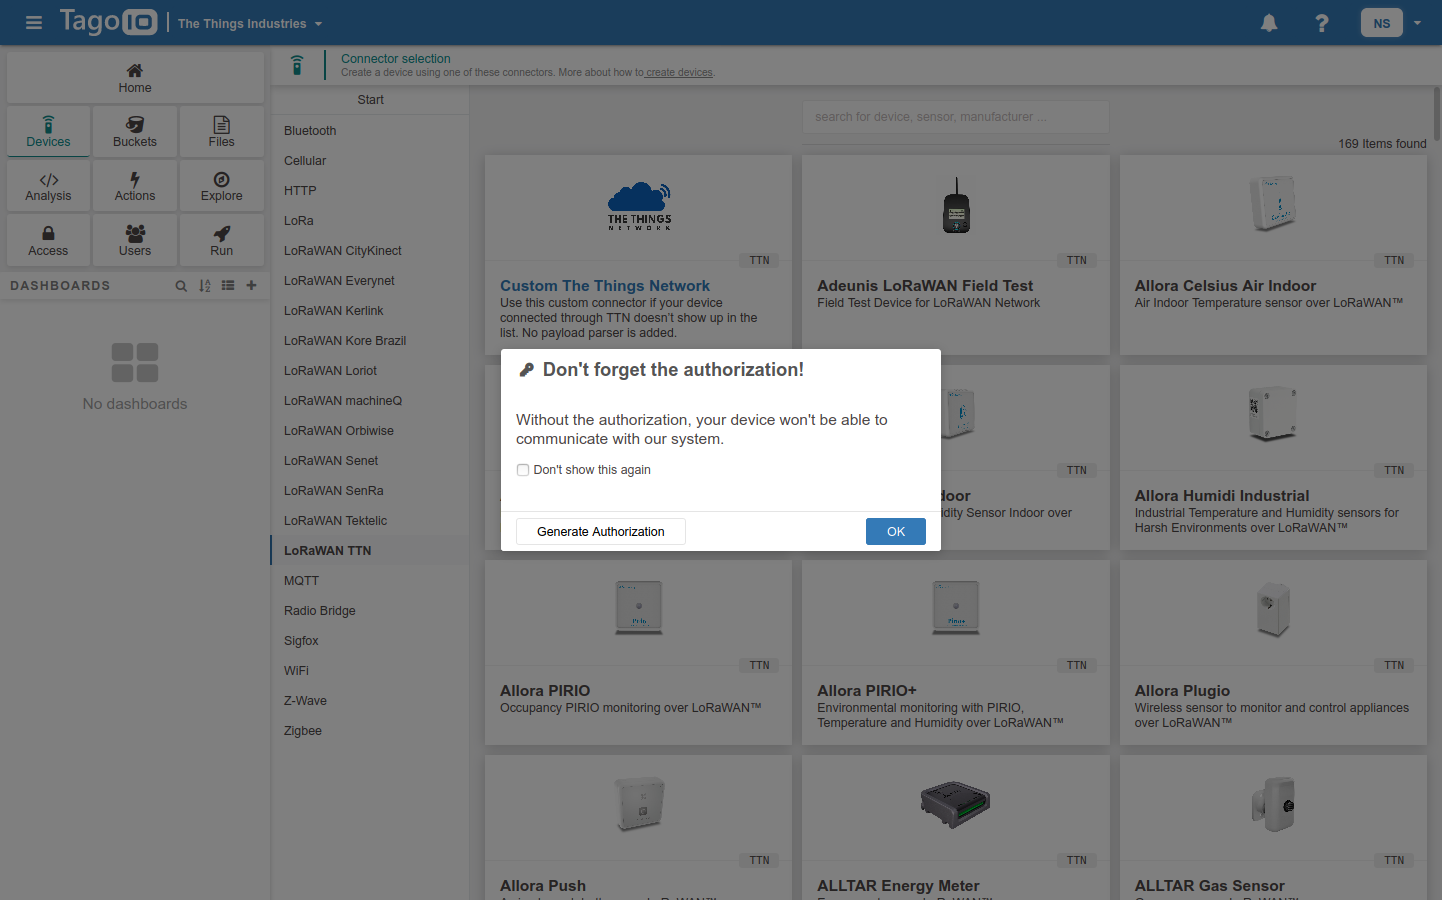 TagoIO
The Things Industries
?
NS
Home
Devices
Buckets
Files
Analysis
Actions
Explore
Access
Users
Run
DASHBOARDS
No dashboards
Connector selection
Create a device using one of these connectors. More about how to create devices.
Start
Bluetooth
Cellular
HTTP
LoRa
LoRaWAN CityKinect
LoRaWAN Everynet
LoRaWAN Kerlink
LoRaWAN Kore Brazil
LoRaWAN Loriot
LoRaWAN machineQ
LoRaWAN Orbiwise
LoRaWAN Senet
LoRaWAN SenRa
LoRaWAN Tektelic
LoRaWAN TTN
MQTT
Radio Bridge
Sigfox
WiFi
Z-Wave
Zigbee
search for device, sensor, manufacturer ...
169 Items found
THE THINGS
NETWORK
TTN
Custom The Things Network
Use this custom connector if your device
connected through TTN doesn't show up in the
list. No payload parser is added.
TTN
Adeunis LoRaWAN Field Test
Field Test Device for LoRaWAN Network
TTN
Allora Celsius Air Indoor
Air Indoor Temperature sensor over LoRaWAN™
Don't forget the authorization!
Without the authorization, your device won't be able to
communicate with our system.
Don't show this again
Generate Authorization
OK
TTN
Sensor Indoor over
TTN
Allora Humidi Industrial
Industrial Temperature and Humidity sensors for
Harsh Environments over LoRaWAN™
TTN
Allora PIRIO
Occupancy PIRIO monitoring over LoRaWAN™
TTN
Allora PIRIO+
Environmental monitoring with PIRIO,
Temperature and Humidity over LoRaWAN™
TTN
Allora Plugio
Wireless sensor to monitor and control appliances
over LoRaWAN™
TTN
Allora Push
TTN
ALLTAR Energy Meter
TTN
ALLTAR Gas Sensor